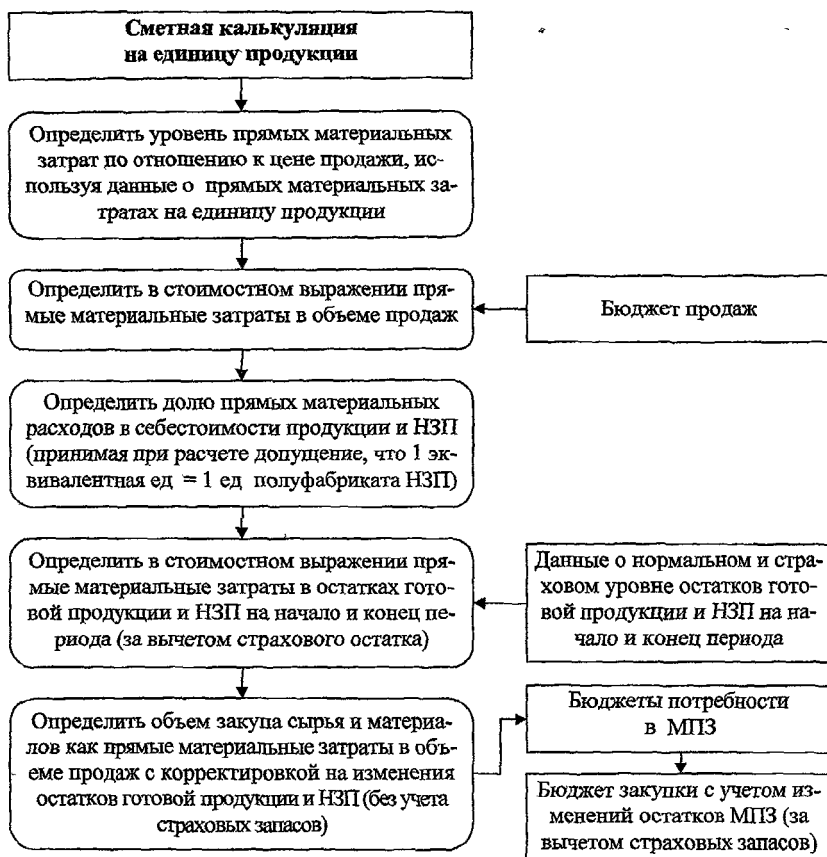 Сметная калькуляция
на единицу продукции
Определить уровень прямых материальных
затрат по отношению к цене продажи, ис-
пользуя данные о прямых материальных за-
тратах на единицу продукции
Определить в стоимостном выражении пря-
мые материальные затраты в объеме продаж
Бюджет продаж
Определить долю прямых материальных
расходов в себестоимости продукции и НЗП
(принимая при расчете допущение, что 1 эк-
вивалентная ед = 1 ед полуфабриката НЗП)
Определить в стоимостном выражении пря-
мые материальные затраты в остатках гото-
вой продукции и НЗП на начало и конец пе-
риода (за вычетом страхового остатка)
Данные о нормальном и стра-
ховом уровне остатков гото-
вой продукции и НЗП на на-
чало и конец периода
Определить объем закупа сырья и материа-
лов как прямые материальные затраты в объ-
еме продаж с корректировкой на изменения
остатков готовой продукции и НЗП (без учета
страховых запасов)
Бюджеты потребности
в МПЗ
Бюджет закупки с учетом из-
менений остатков МПЗ (за
вычетом страховых запасов)